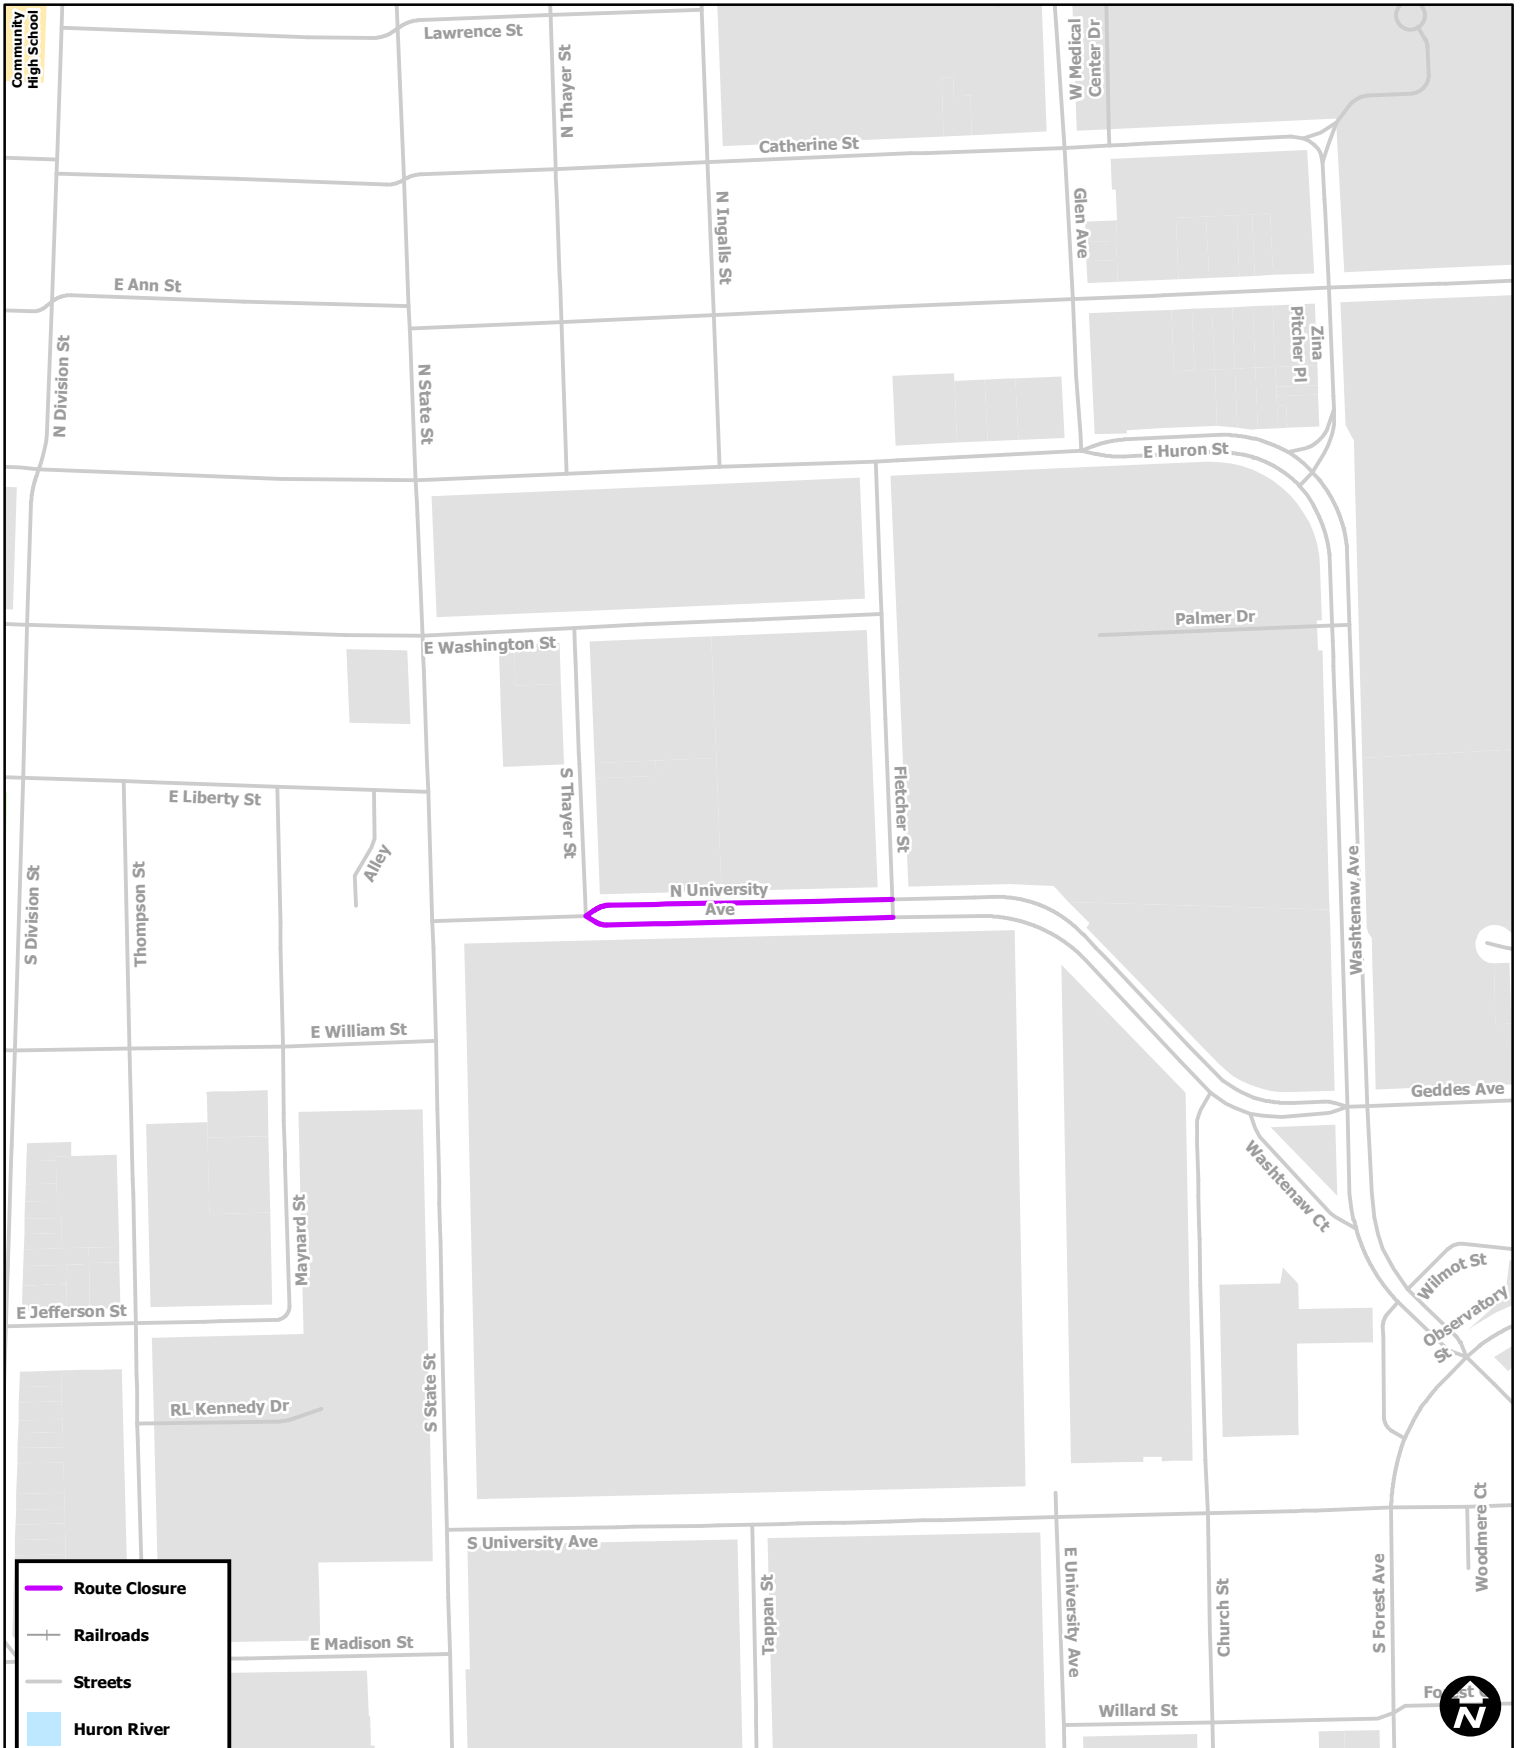 Community
High School
Lawrence St
N Thayer St
W Medical
Center Dr
Catherine St
N Ingalls St
Glen Ave
E Ann St
N Division St
N State St
Zina
Pitcher Pl
E Huron St
Palmer Dr
E Washington St
S Thayer St
Fletcher St
E Liberty St
Alley
Thompson St
S Division St
N University
Ave
Washtenaw Ave
E William St
Geddes Ave
Washtenaw Ct
Maynard St
Wilmot St
Observatory
St
E Jefferson St
S State St
RL Kennedy Dr
Woodmere Ct
S University Ave
Tappan St
E University Ave
Church St
S Forest Ave
E Madison St
Willard St
Forest
N
Route Closure
Railroads
Streets
Huron River